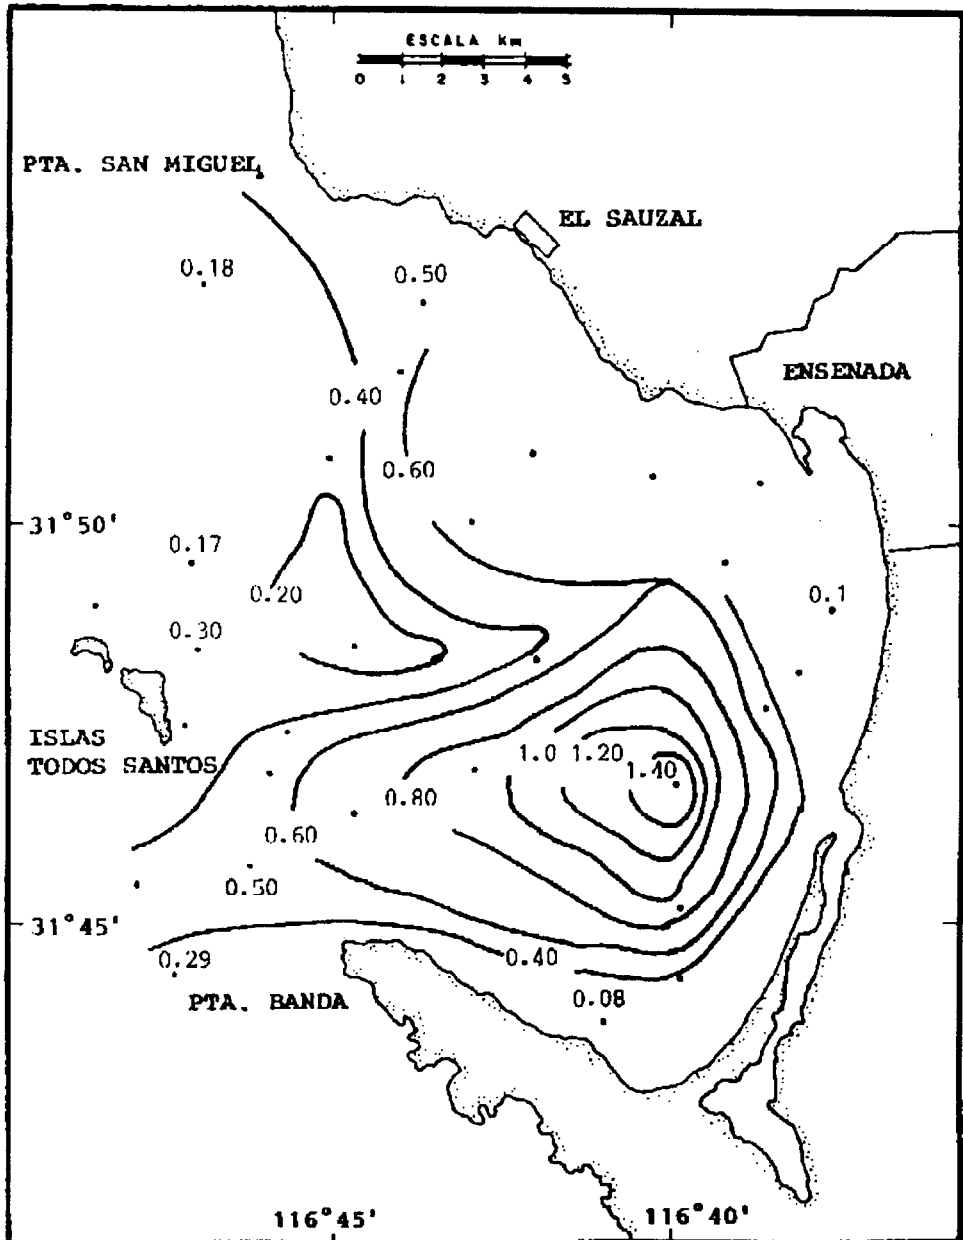 ESCALA Km
0 1 2 3 4 5
PTA. SAN MIGUEL
EL SAUZAL
0.18
0.50
ENSENADA
0.40
0.60
31°50'
0.17
0.20
0.1
0.30
ISLAS
TODOS SANTOS
1.0
1.20
1.40
0.80
0.60
0.50
31°45'
0.29
0.40
PTA. BANDA
0.08
116°45'
116°40'